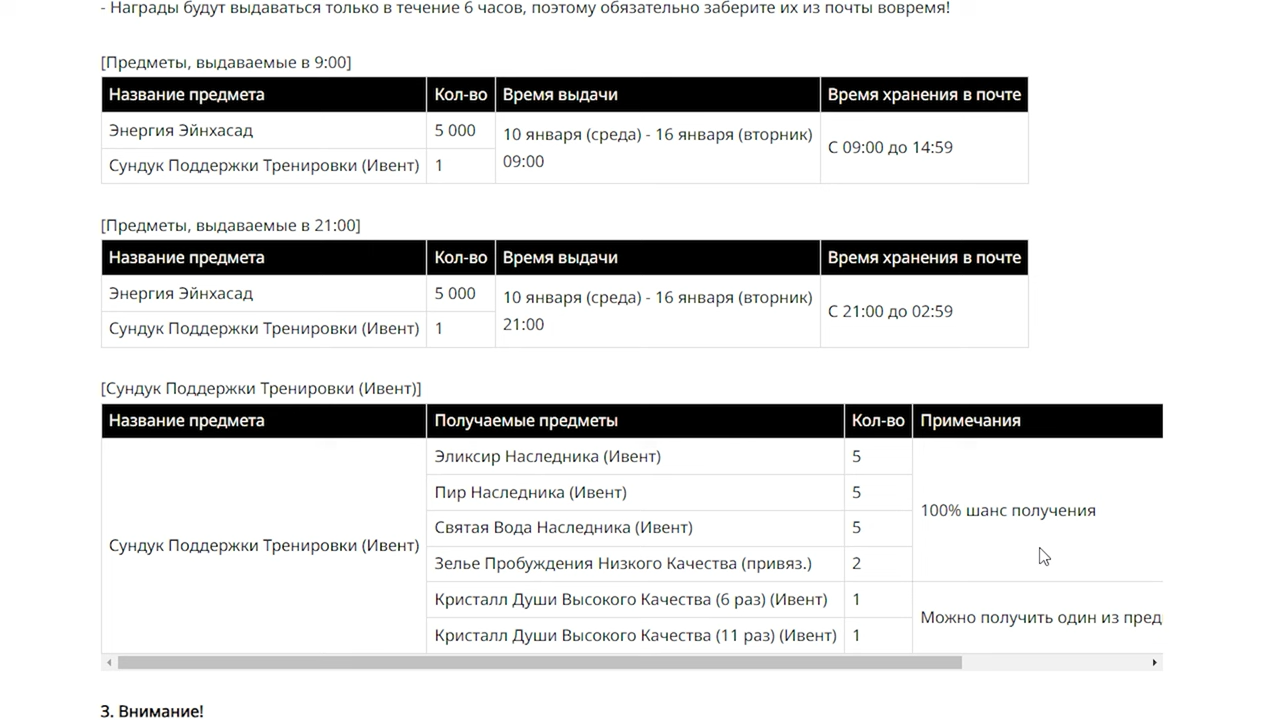 - Награды будут выдаваться только в течение 6 часов, поэтому обязательно заберите их из почты вовремя!
[Предметы, выдаваемые в 9:00]
Название предмета Кол-во Время выдачи Время хранения в почте
Энергия Эйнхасад 5 000 10 января (среда) - 16 января (вторник) 09:00 С 09:00 до 14:59
Сундук Поддержки Тренировки (Ивент) 1
[Предметы, выдаваемые в 21:00]
Название предмета Кол-во Время выдачи Время хранения в почте
Энергия Эйнхасад 5 000 10 января (среда) - 16 января (вторник) 21:00 С 21:00 до 02:59
Сундук Поддержки Тренировки (Ивент) 1
[Сундук Поддержки Тренировки (Ивент)]
Название предмета Получаемые предметы Кол-во Примечания
Сундук Поддержки Тренировки (Ивент) Эликсир Наследника (Ивент) 5 100% шанс получения
Пир Наследника (Ивент) 5
Святая Вода Наследника (Ивент) 5
Зелье Пробуждения Низкого Качества (привяз.) 2
Кристалл Души Высокого Качества (6 раз) (Ивент) 1 Можно получить один из пред
Кристалл Души Высокого Качества (11 раз) (Ивент) 1
3. Внимание!